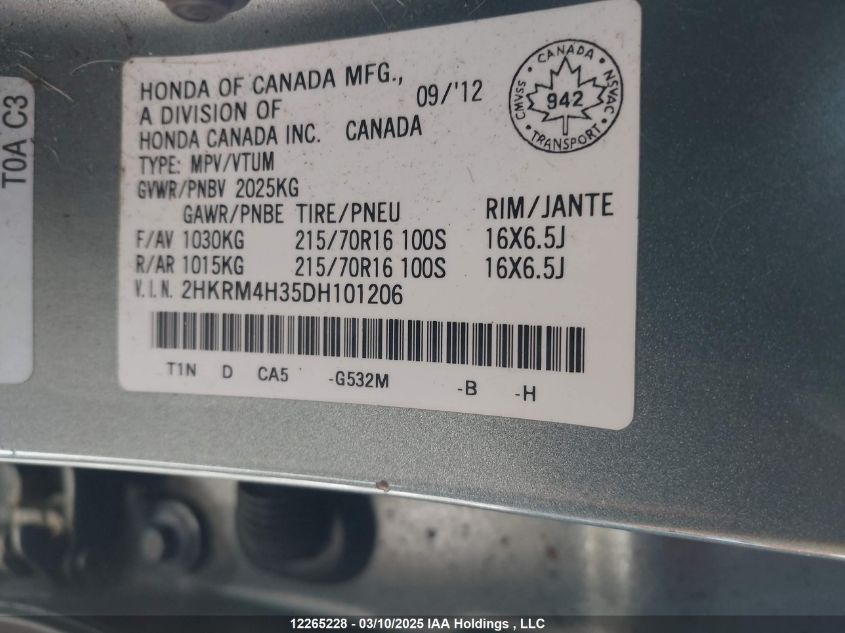 T0A C3
HONDA OF CANADA MFG.,
A DIVISION OF
09/'12
HONDA CANADA INC. CANADA
TYPE: MPV/VTUM
GVWR/PNBV 2025KG
GAWR/PNBE TIRE/PNEU RIM/JANTE
F/AV 1030KG 215/70R16 100S 16X6.5J
R/AR 1015KG 215/70R16 100S 16X6.5J
V.I.N. 2HKRM4H35DH101206
T1N D CA5 -G532M -B -H
CANADA
CMVSS
942
NSVAC
TRANSPORT
12265228 - 03/10/2025 IAA Holdings , LLC